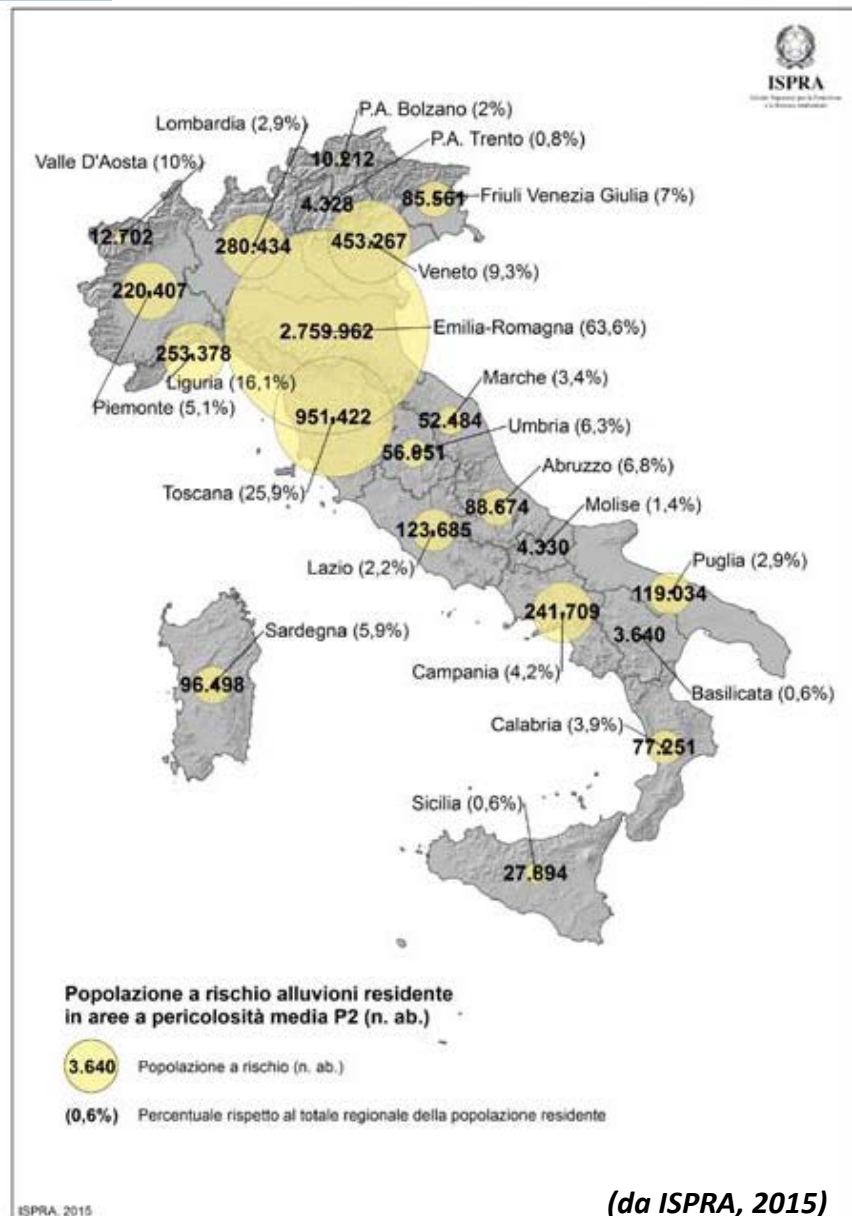 ISPRA
P.A. Bolzano (2%)
Lombardia (2,9%)
P.A. Trento (0,8%)
Valle D'Aosta (10%)
10.212
Friuli Venezia Giulia (7%)
4.328
85.561
12.702
280.434
453.267
Veneto (9,3%)
220.407
2.759.962
Emilia-Romagna (63,6%)
253.378
Liguria (16,1%)
Marche (3,4%)
Piemonte (5,1%)
951.422
52.484
Umbria (6,3%)
56.951
Abruzzo (6,8%)
Toscana (25,9%)
88.674
Molise (1,4%)
123.685
4.330
Puglia (2,9%)
Lazio (2,2%)
119.034
241.709
3.640
Sardegna (5,9%)
Campania (4,2%)
96.498
Basilicata (0,6%)
Calabria (3,9%)
77.251
Sicilia (0,6%)
27.894
Popolazione a rischio alluvioni residente
in aree a pericolosità media P2 (n. ab.)
3.640 Popolazione a rischio (n. ab.)
(0,6%) Percentuale rispetto al totale regionale della popolazione residente
(da ISPRA, 2015)
ISPRA, 2015